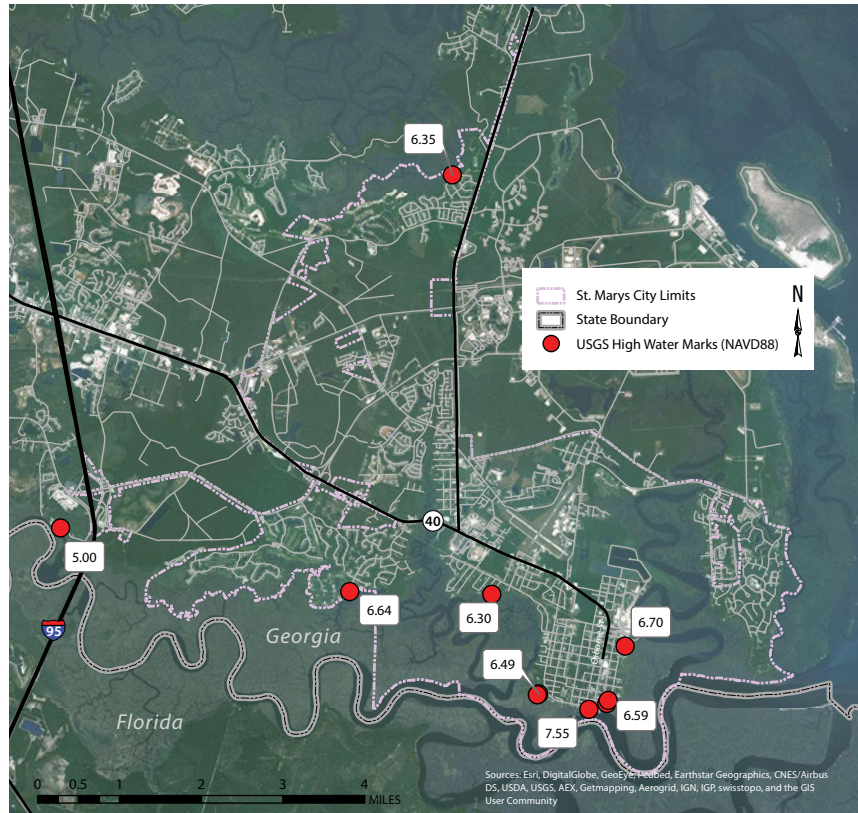 6.35
St. Marys City Limits
N
State Boundary
USGS High Water Marks (NAVD88)
40
5.00
6.64
6.30
6.70
Georgia
95
Osborne St
6.49
6.59
7.55
Florida
0 0.5 1 2 3 4
MILES
Sources: Esri, DigitalGlobe, GeoEye, i-cubed, Earthstar Geographics, CNES/Airbus
DS, USDA, USGS, AEX, Getmapping, Aerogrid, IGN, IGP, swisstopo, and the GIS
User Community